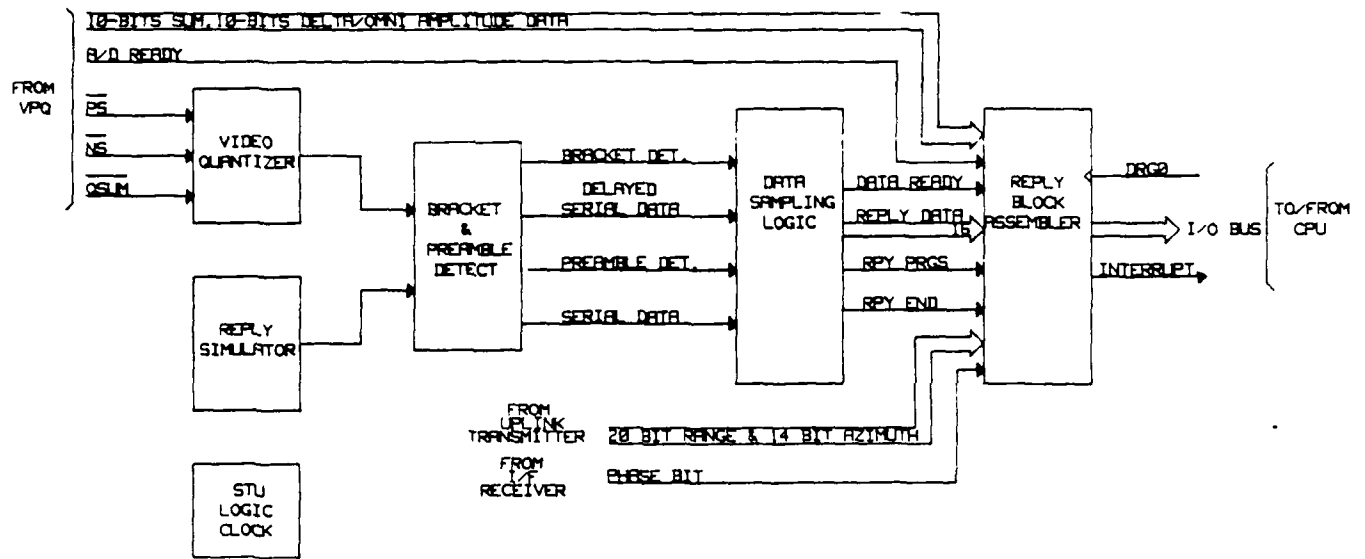 10-BITS SUM,10-BITS DELTA/OMNI AMPLITUDE DATA
A/D READY
FROM
VPQ
PS
NS
QSUM
VIDEO
QUANTIZER
REPLY
SIMULATOR
STU
LOGIC
CLOCK
BRACKET
&
PREAMBLE
DETECT
BRACKET DET.
DELAYED
SERIAL DATA
PREAMBLE DET.
SERIAL DATA
DATA
SAMPLING
LOGIC
DATA READY
REPLY DATA
16
RPY PRGS
RPY END
REPLY
BLOCK
ASSEMBLER
DRG0
I/O BUS
INTERRUPT
TO/FROM
CPU
FROM
UPLINK
TRANSMITTER
20 BIT RANGE & 14 BIT AZIMUTH
FROM
I/F
RECEIVER
PHASE BIT